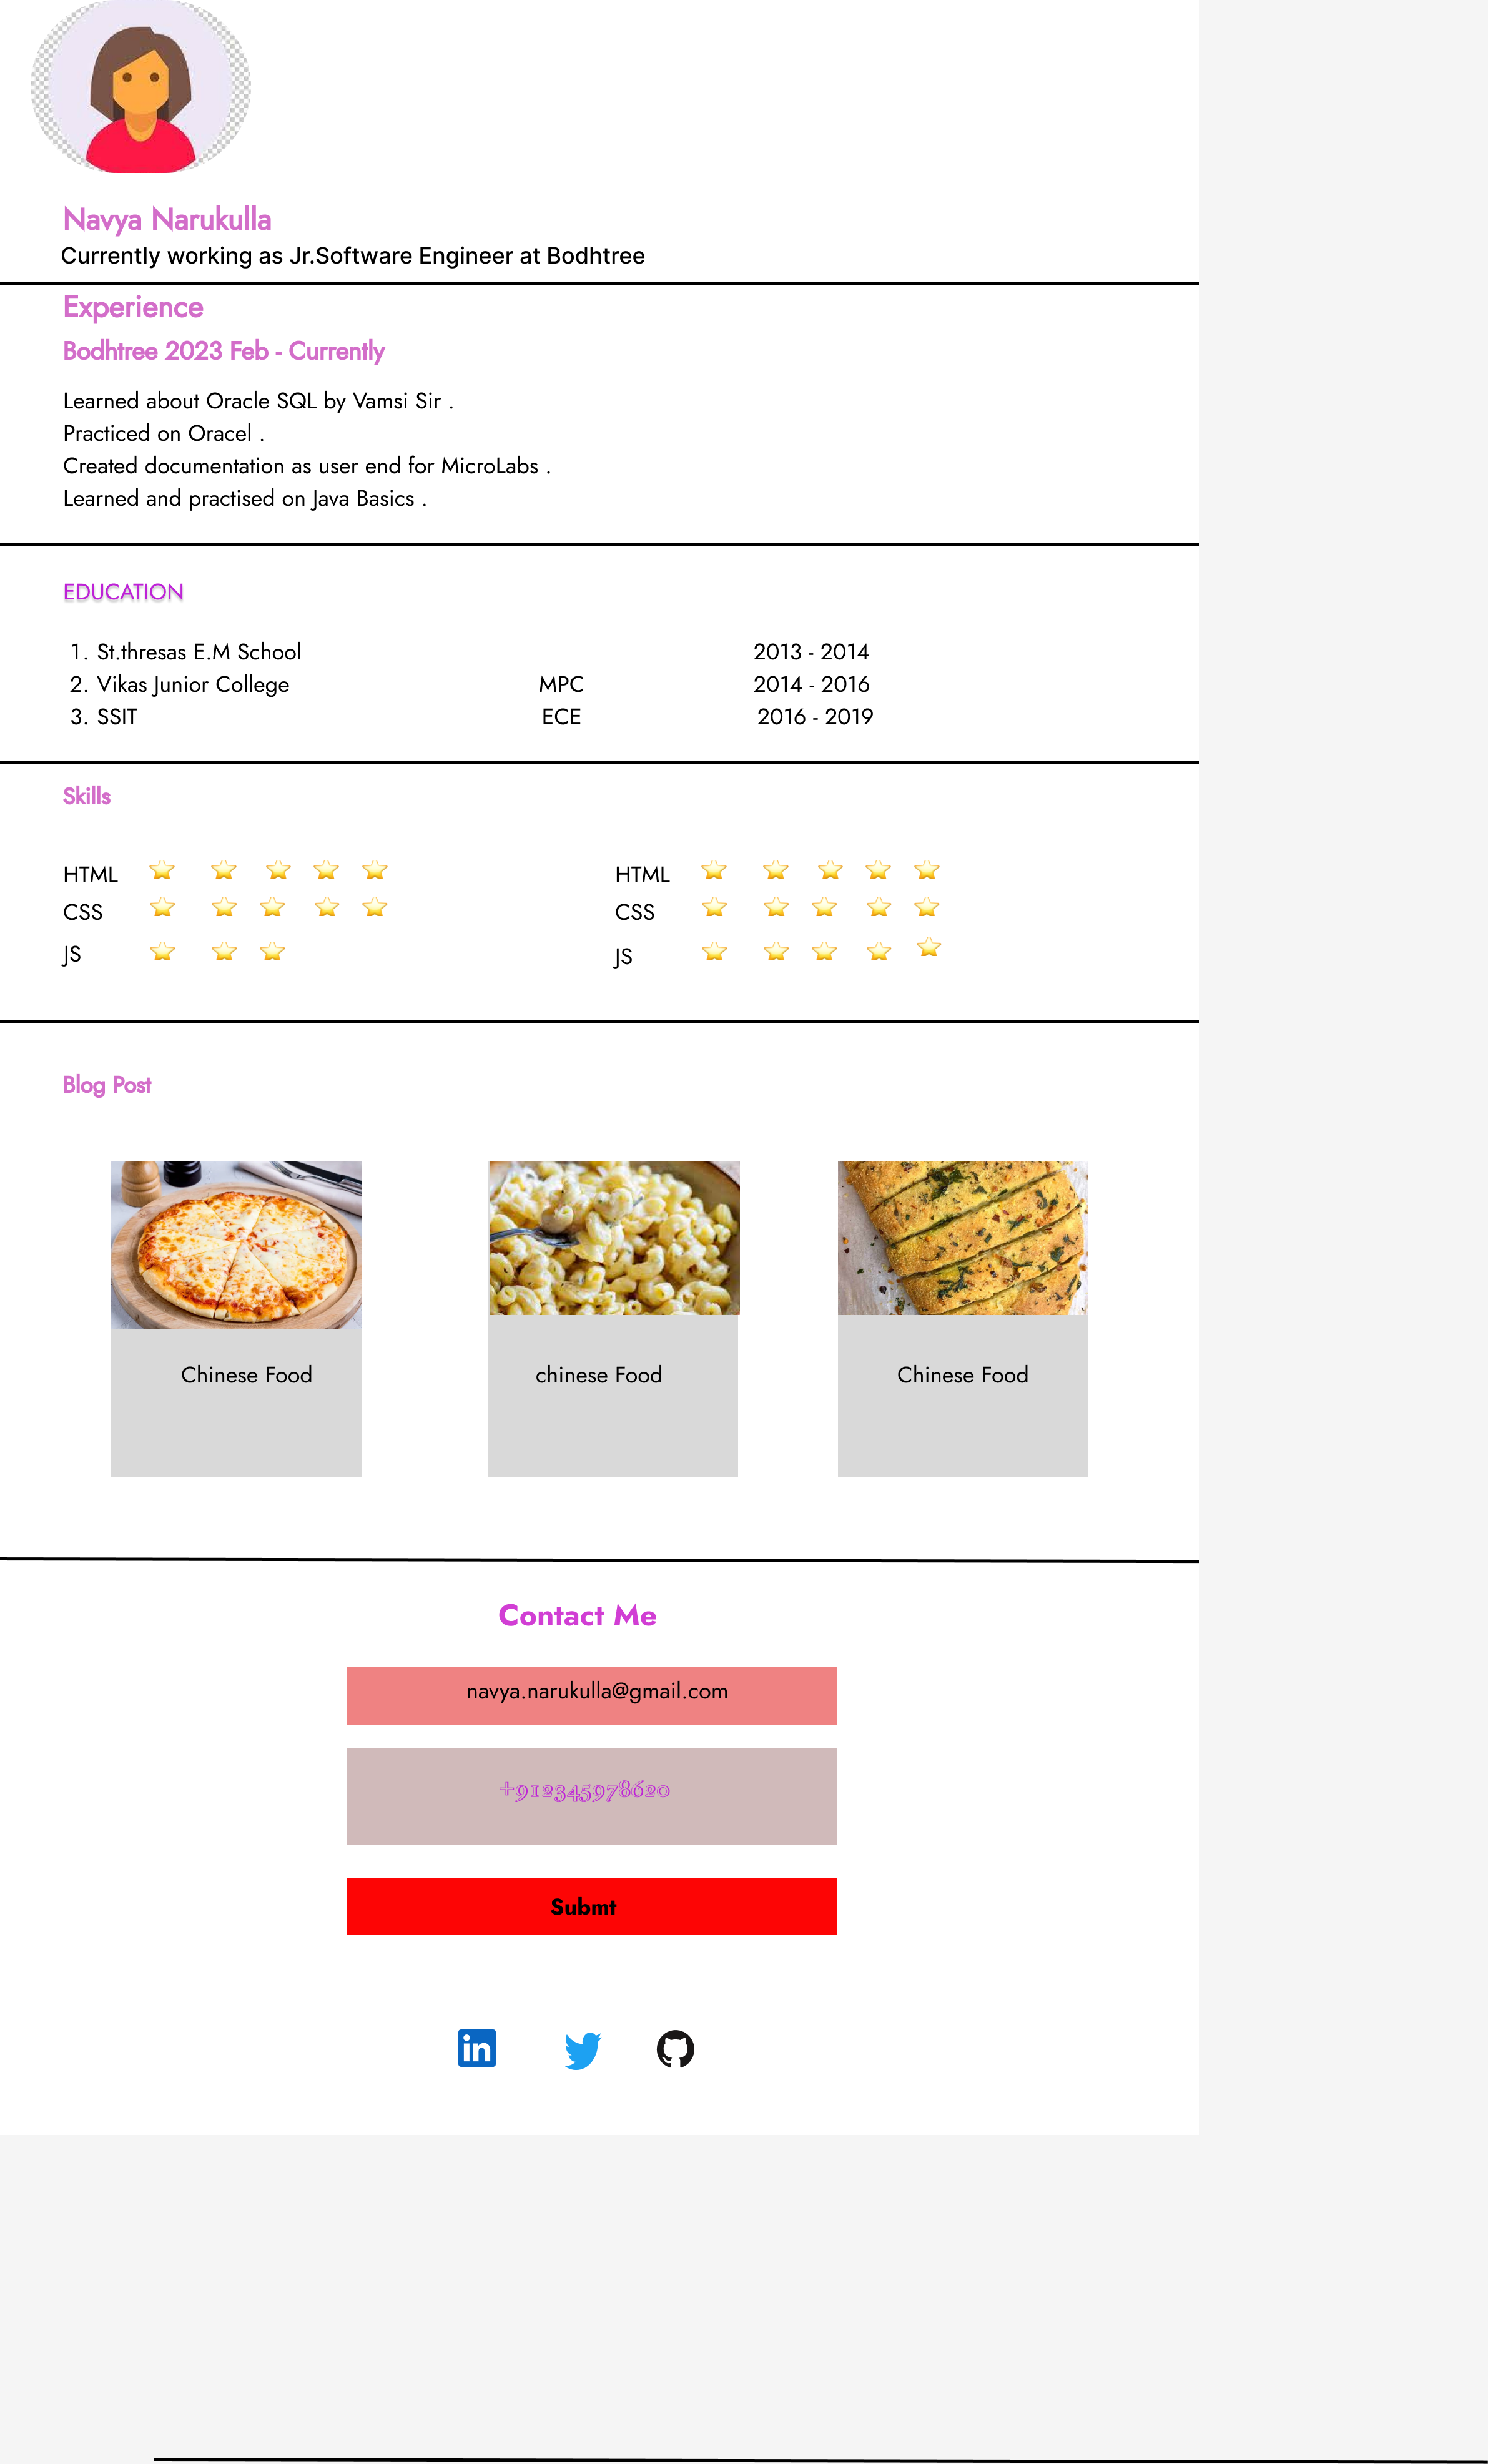 Navya Narukulla
Currently working as Jr.Software Engineer at Bodhtree
Experience
Bodhtree 2023 Feb - Currently
Learned about Oracle SQL by Vamsi Sir .
Practiced on Oracel .
Created documentation as user end for MicroLabs .
Learned and practised on Java Basics .
EDUCATION
1. St.thresas E.M School 2013 - 2014
2. Vikas Junior College MPC 2014 - 2016
3. SSIT ECE 2016 - 2019
Skills
HTML HTML
CSS CSS
JS JS
Blog Post
Chinese Food chinese Food Chinese Food
Contact Me
navya.narukulla@gmail.com
+912345978620
Submt
in